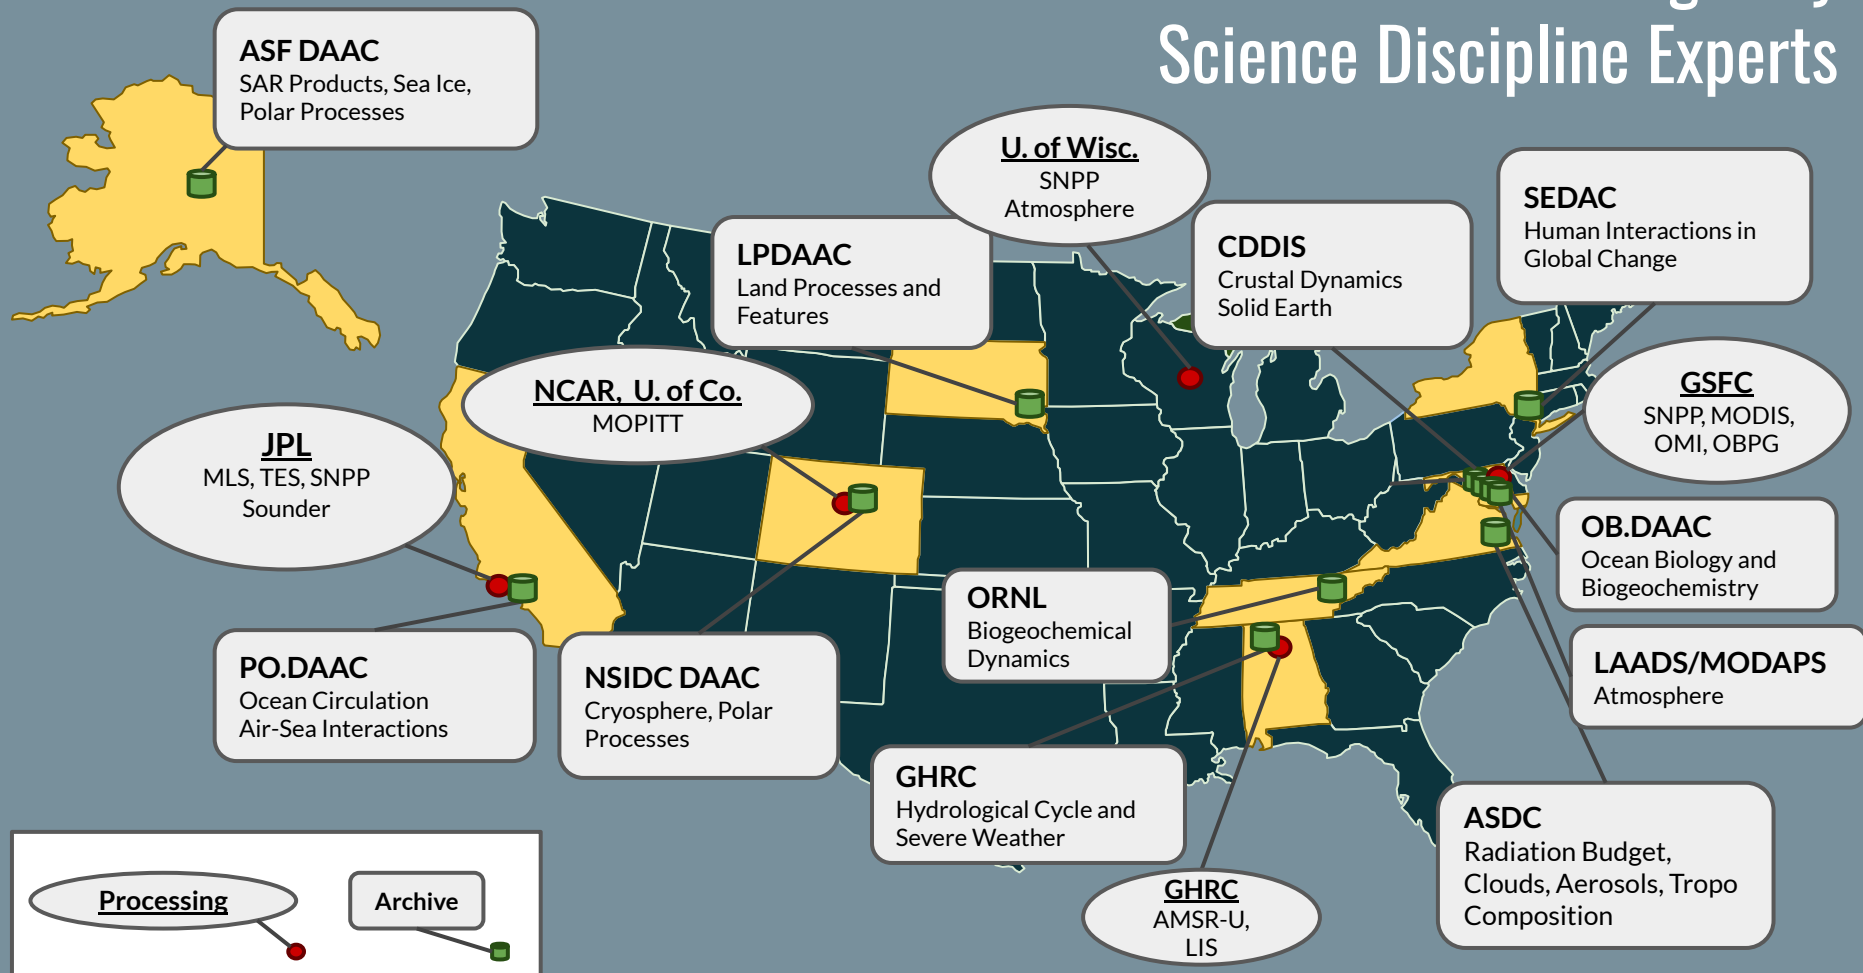 Science Discipline Experts
ASF DAAC
SAR Products, Sea Ice,
Polar Processes
U. of Wisc.
SNPP
Atmosphere
SEDAC
Human Interactions in
Global Change
LPDAAC
Land Processes and
Features
CDDIS
Crustal Dynamics
Solid Earth
NCAR, U. of Co.
MOPITT
GSFC
SNPP, MODIS,
OMI, OBPG
JPL
MLS, TES, SNPP
Sounder
OB.DAAC
Ocean Biology and
Biogeochemistry
ORNL
Biogeochemical
Dynamics
PO.DAAC
Ocean Circulation
Air-Sea Interactions
NSIDC DAAC
Cryosphere, Polar
Processes
LAADS/MODAPS
Atmosphere
GHRC
Hydrological Cycle and
Severe Weather
ASDC
Radiation Budget,
Clouds, Aerosols, Tropo
Composition
GHRC
AMSR-U,
LIS
Processing
Archive